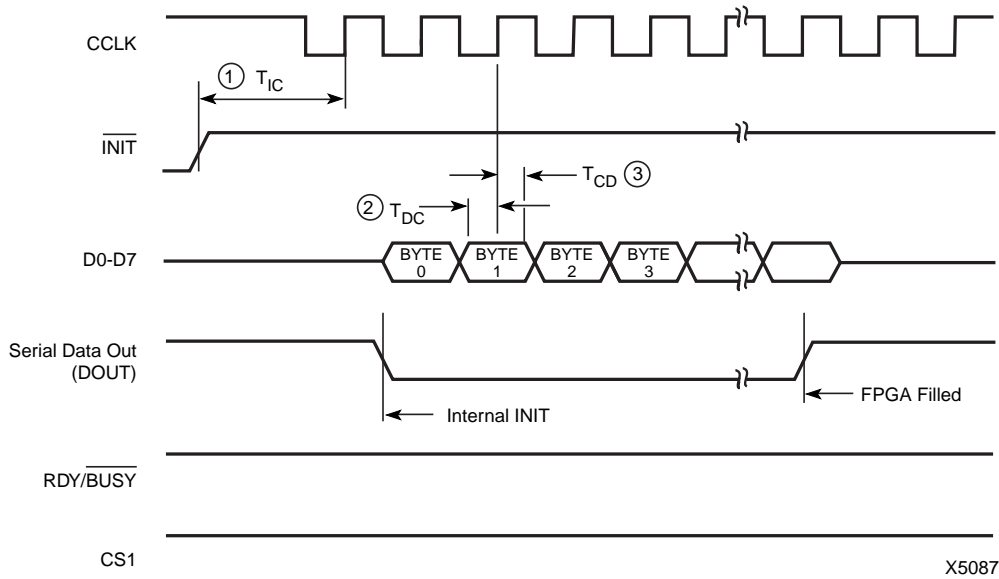 CCLK
① T_IC
INIT
T_CD ③
② T_DC
D0-D7
BYTE 0
BYTE 1
BYTE 2
BYTE 3
Serial Data Out
(DOUT)
FPGA Filled
Internal INIT
RDY/BUSY
CS1
X5087